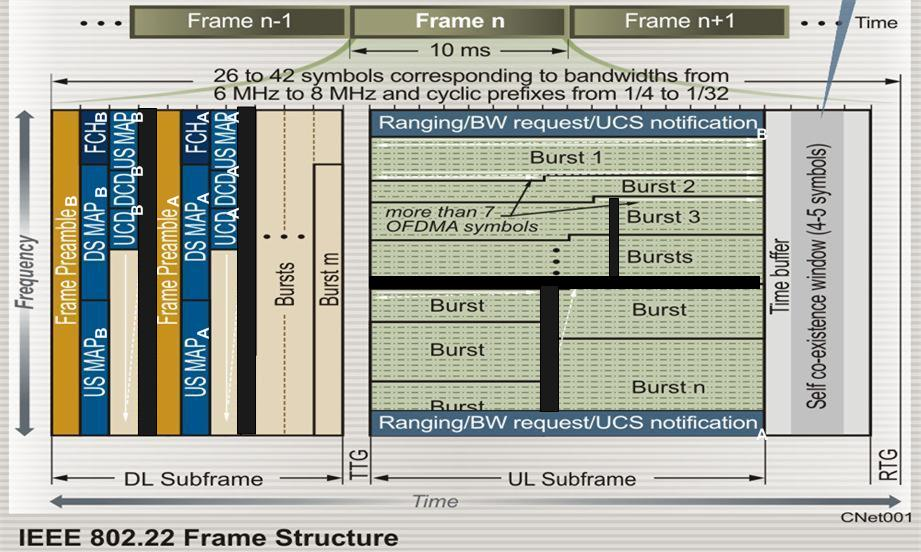 Frame n-1
Frame n
Frame n+1
Time
10 ms
26 to 42 symbols corresponding to bandwidths from
6 MHz to 8 MHz and cyclic prefixes from 1/4 to 1/32
Frequency
Frame Preamble B
FCH B
DS MAP B
US MAP B
US MAP B
DCD B
UCD B
Frame Preamble A
FCH A
DS MAP A
US MAP A
US MAP A
DCD A
UCD A
Bursts
Burst m
Ranging/BW request/UCS notification B
Burst 1
Burst 2
more than 7
OFDMA symbols
Burst 3
Bursts
Burst
Burst
Burst
Burst n
Burst
Ranging/BW request/UCS notification A
Time buffer
Self co-existence window (4-5 symbols)
DL Subframe
TTG
UL Subframe
RTG
Time
CNet001
IEEE 802.22 Frame Structure